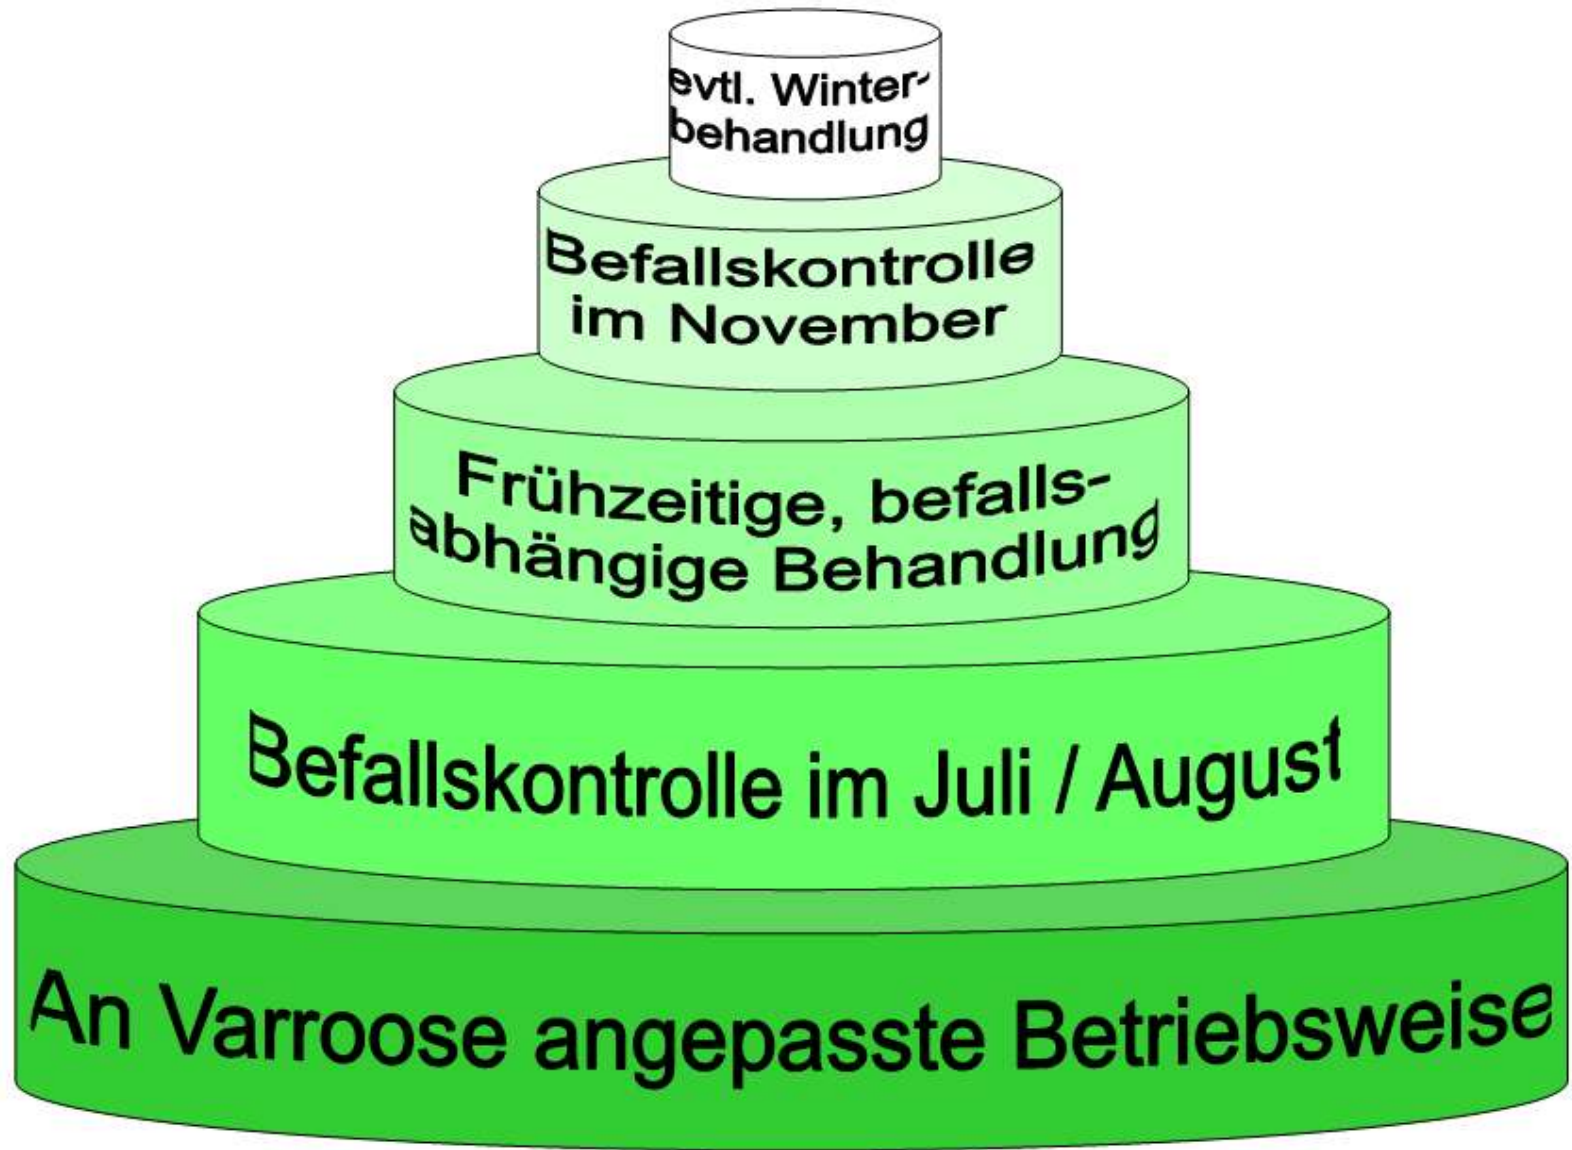 evtl. Winter-
behandlung
Befallskontrolle
im November
Frühzeitige, befalls-
abhängige Behandlung
Befallskontrolle im Juli / August
An Varroose angepasste Betriebsweise